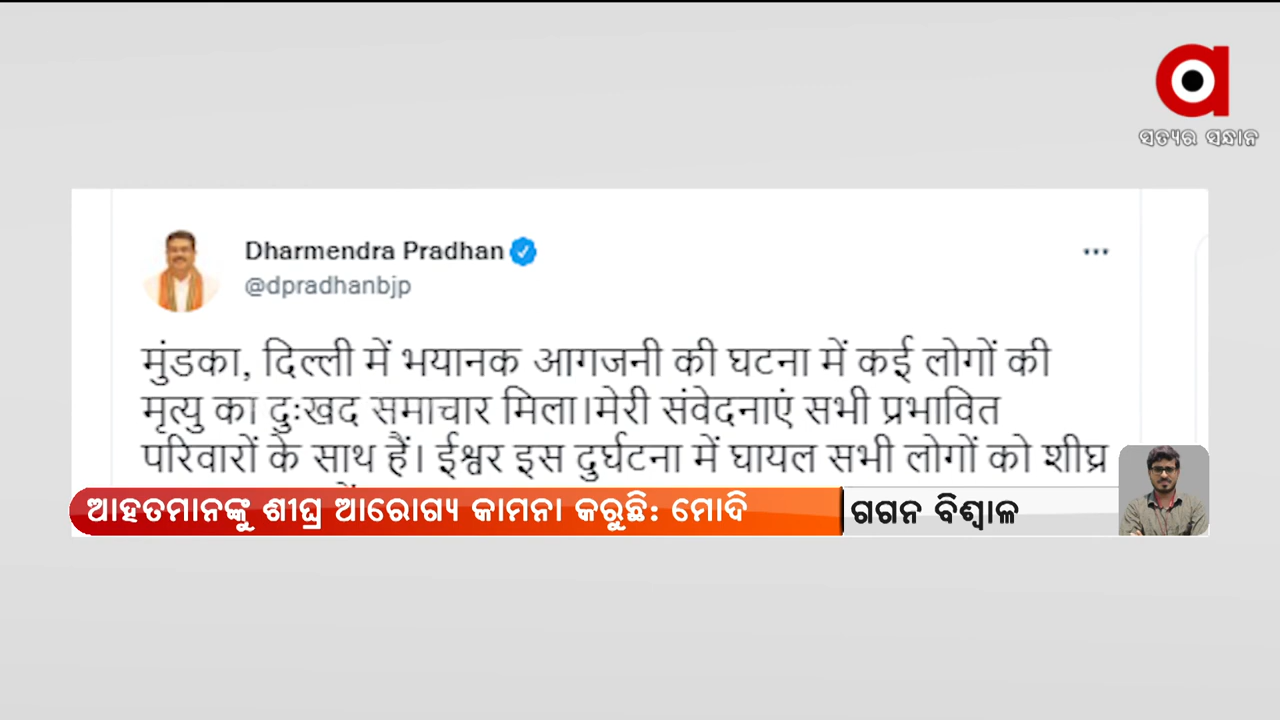 ସତ୍ୟର ସନ୍ଧାନ
Dharmendra Pradhan
@dpradhanbjp
मुंडका, दिल्ली में भयानक आगजनी की घटना में कई लोगों की
मृत्यु का दुःखद समाचार मिला।मेरी संवेदनाएं सभी प्रभावित
परिवारों के साथ हैं। ईश्वर इस दुर्घटना में घायल सभी लोगों को शीघ्र
ଆହତମାନଙ୍କୁ ଶୀଘ୍ର ଆରୋଗ୍ୟ କାମନା କରୁଛି: ମୋଦି
ଗଗନ ବିଶ୍ୱାଳ